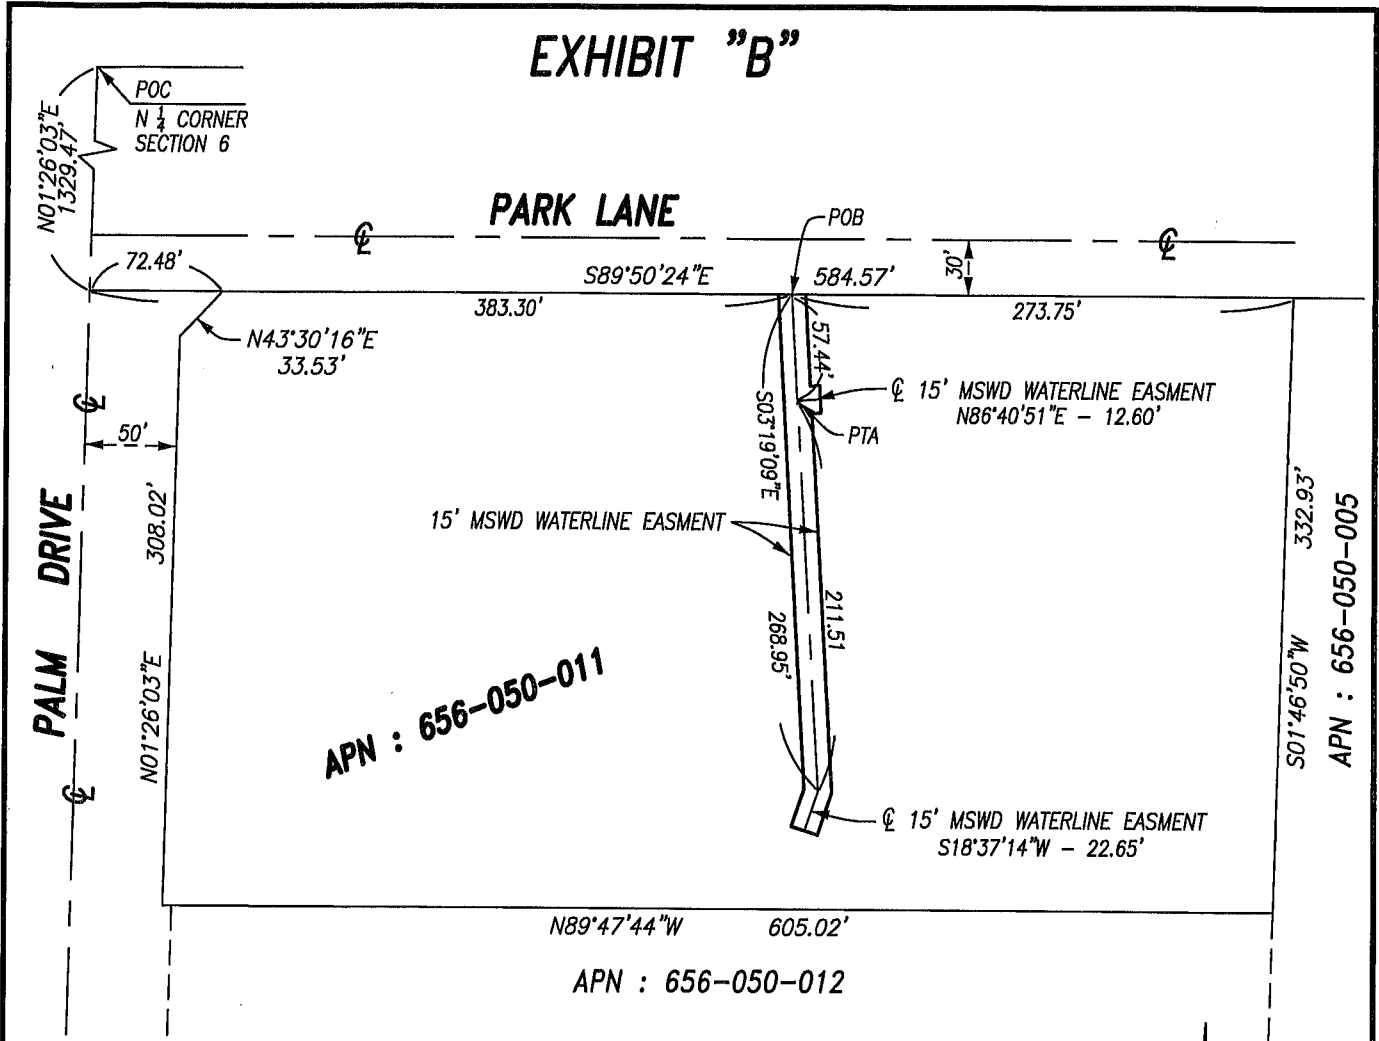 EXHIBIT "B"
POC
N 1/4 CORNER
SECTION 6
N01°26'03"E
1329.47'
PARK LANE
℄
℄
POB
72.48'
S89°50'24"E
584.57'
30'
383.30'
273.75'
N43°30'16"E
33.53'
57.44'
℄ 15' MSWD WATERLINE EASMENT
N86°40'51"E - 12.60'
PTA
S03°19'09"E
℄
50'
15' MSWD WATERLINE EASMENT
308.02'
N01°26'03"E
PALM DRIVE
℄
211.51
268.95'
332.93'
S01°46'50"W
APN : 656-050-005
APN : 656-050-011
℄ 15' MSWD WATERLINE EASMENT
S18°37'14"W - 22.65'
N89°47'44"W
605.02'
APN : 656-050-012